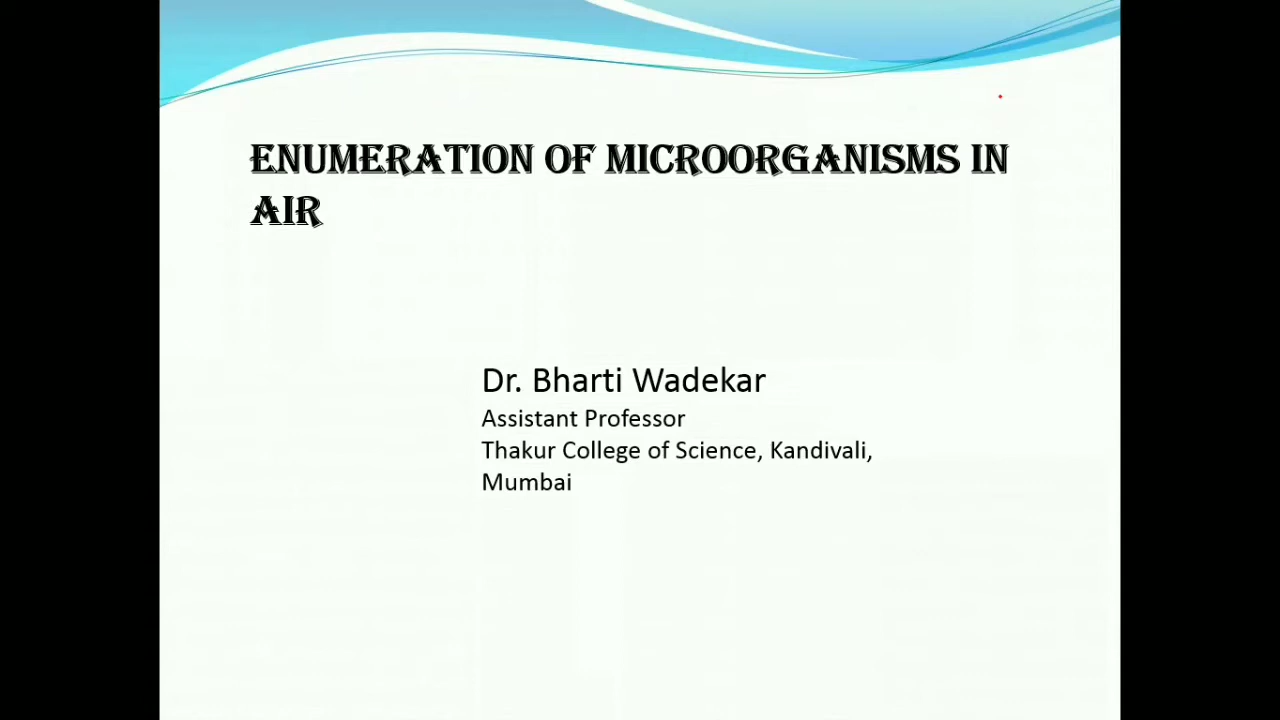 ENUMERATION OF MICROORGANISMS IN
AIR
Dr. Bharti Wadekar
Assistant Professor
Thakur College of Science, Kandivali,
Mumbai